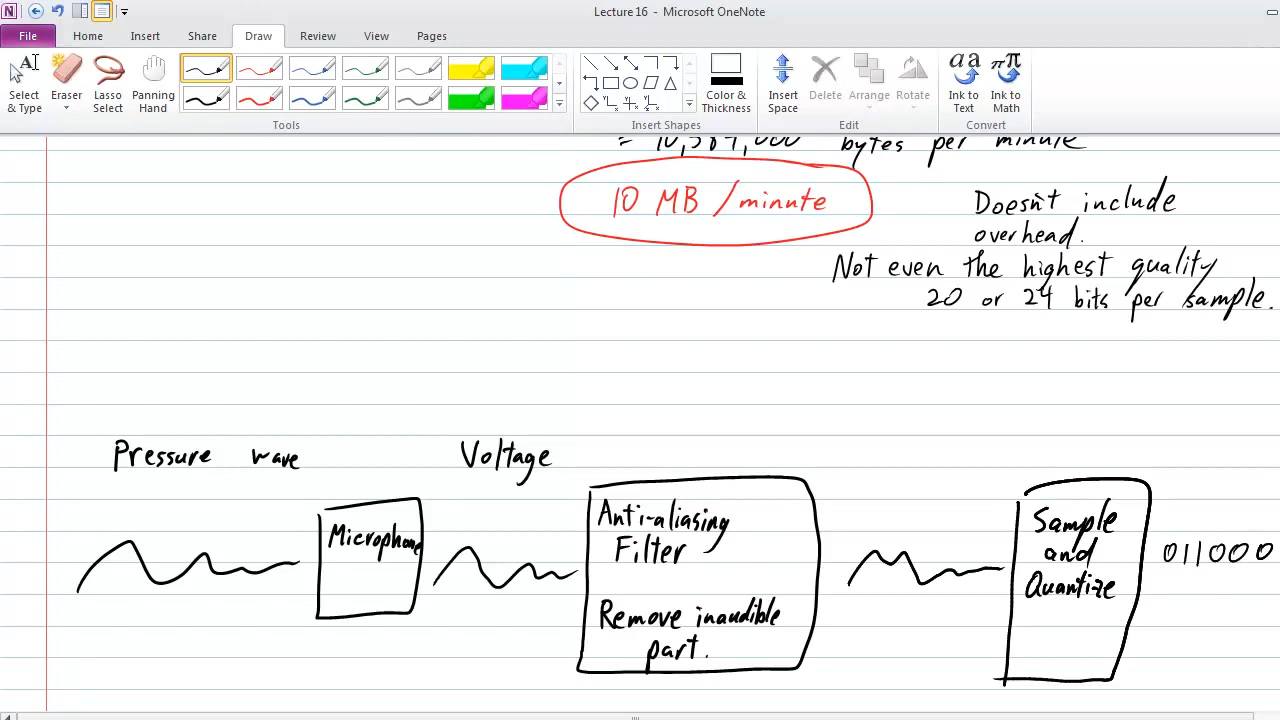 Lecture 16 - Microsoft OneNote
File Home Insert Share Draw Review View Pages
Select & Type
Eraser
Lasso Select
Panning Hand
Color & Thickness
Insert Space
Delete
Arrange
Rotate
Ink to Text
Ink to Math
Tools
Insert Shapes
Edit
Convert
bytes per minute
10 MB / minute
Doesn't include
overhead.
Not even the highest quality
20 or 24 bits per sample.
Pressure wave
Voltage
Microphone
Anti-aliasing
Filter
Remove inaudible
part.
Sample
and
Quantize
011000